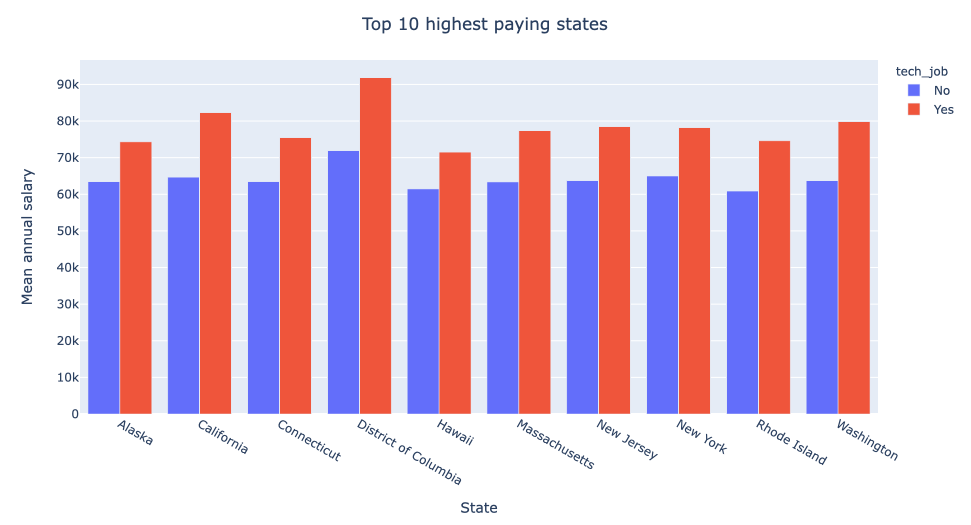 Top 10 highest paying states
tech_job
No
Yes
Mean annual salary
90k
80k
70k
60k
50k
40k
30k
20k
10k
0
Alaska
California
Connecticut
District of Columbia
Hawaii
Massachusetts
New Jersey
New York
Rhode Island
Washington
State